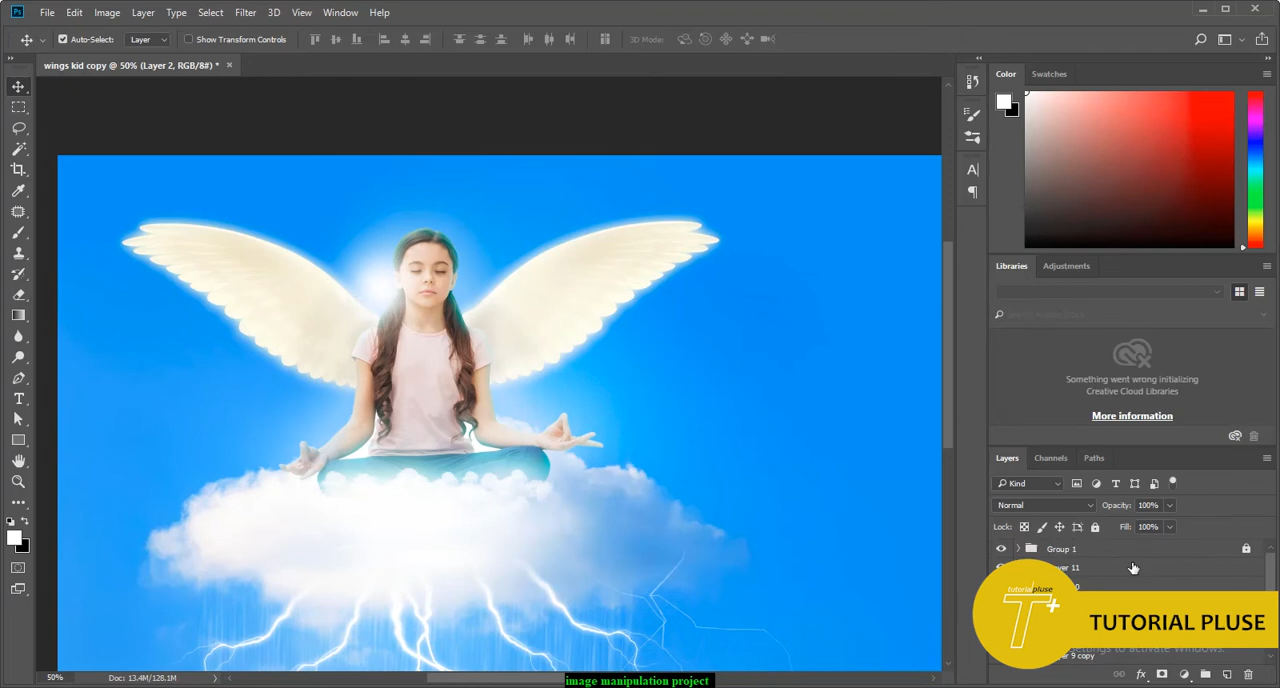 Ps File Edit Image Layer Type Select Filter 3D View Window Help
Auto-Select: Layer Show Transform Controls 3D Mode:
wings kid copy @ 50% (Layer 2, RGB/8#) *
Color Swatches
Libraries Adjustments
Something went wrong initializing
Creative Cloud Libraries
More information
Layers Channels Paths
Kind
Normal Opacity: 100%
Lock: Fill: 100%
Group 1
tutorialpluse
T+
TUTORIAL PLUSE
50% Doc: 13.4M/128.1M
image manipulation project